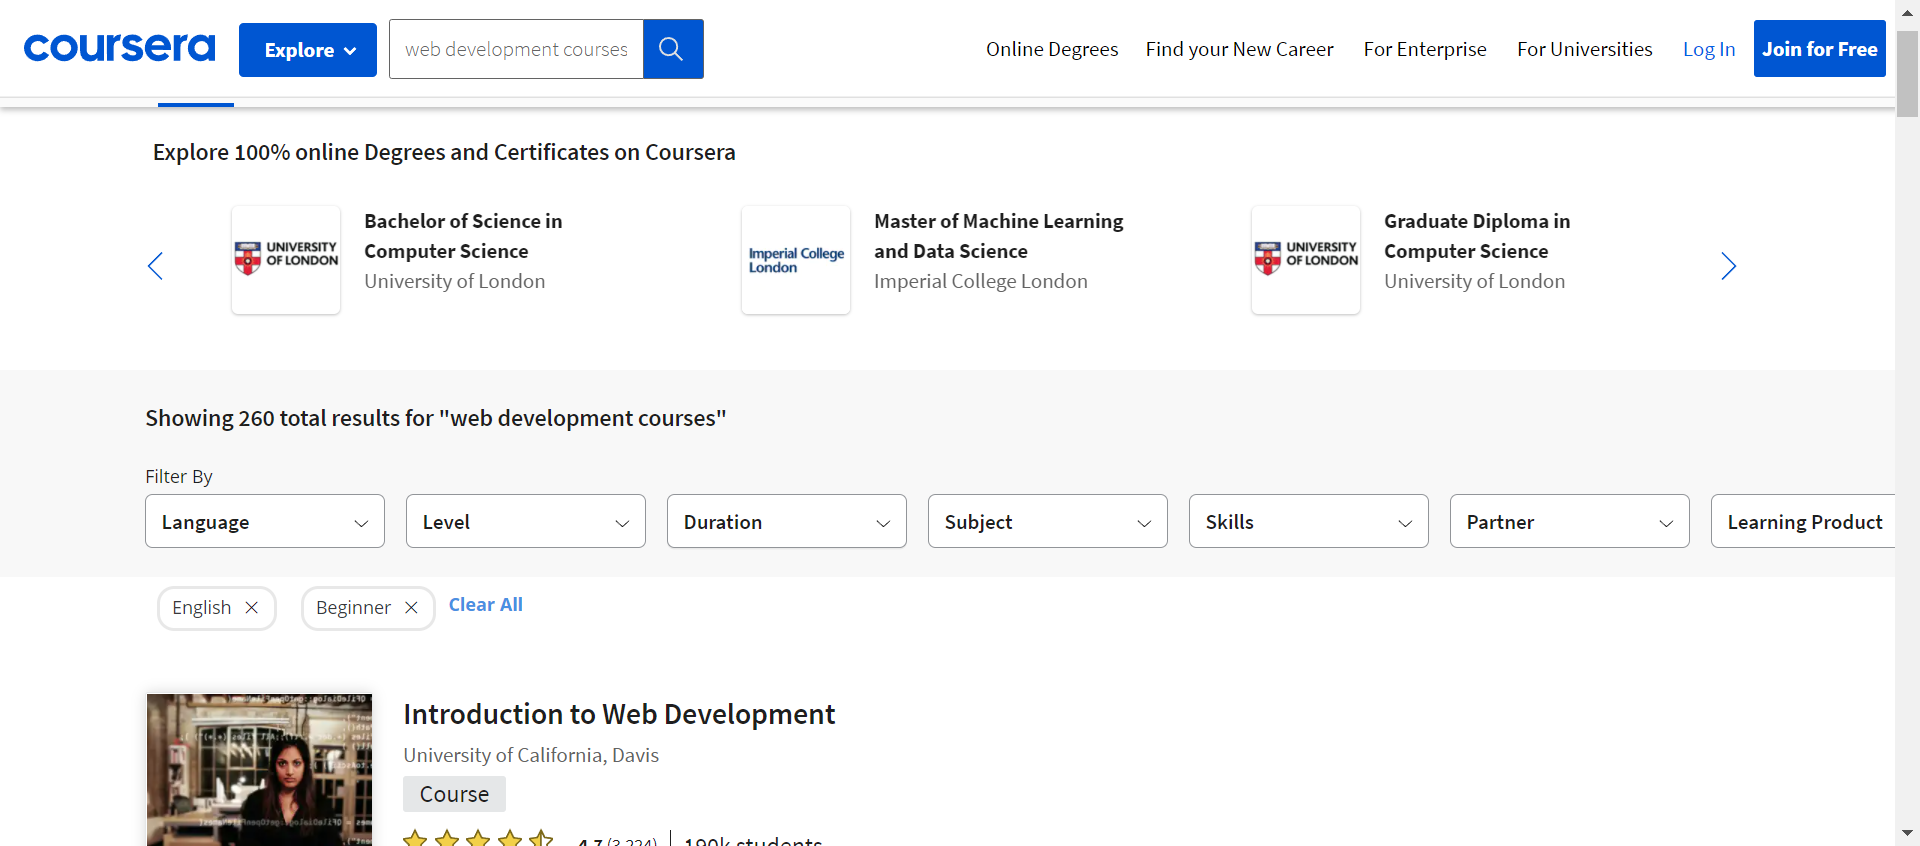 coursera
Explore
web development courses
Online Degrees
Find your New Career
For Enterprise
For Universities
Log In
Join for Free
Explore 100% online Degrees and Certificates on Coursera
UNIVERSITY
OF LONDON
Bachelor of Science in
Computer Science
University of London
Imperial College
London
Master of Machine Learning
and Data Science
Imperial College London
UNIVERSITY
OF LONDON
Graduate Diploma in
Computer Science
University of London
Showing 260 total results for "web development courses"
Filter By
Language
Level
Duration
Subject
Skills
Partner
Learning Product
English
Beginner
Clear All
Introduction to Web Development
University of California, Davis
Course
4.7 (3,224) | 190k students